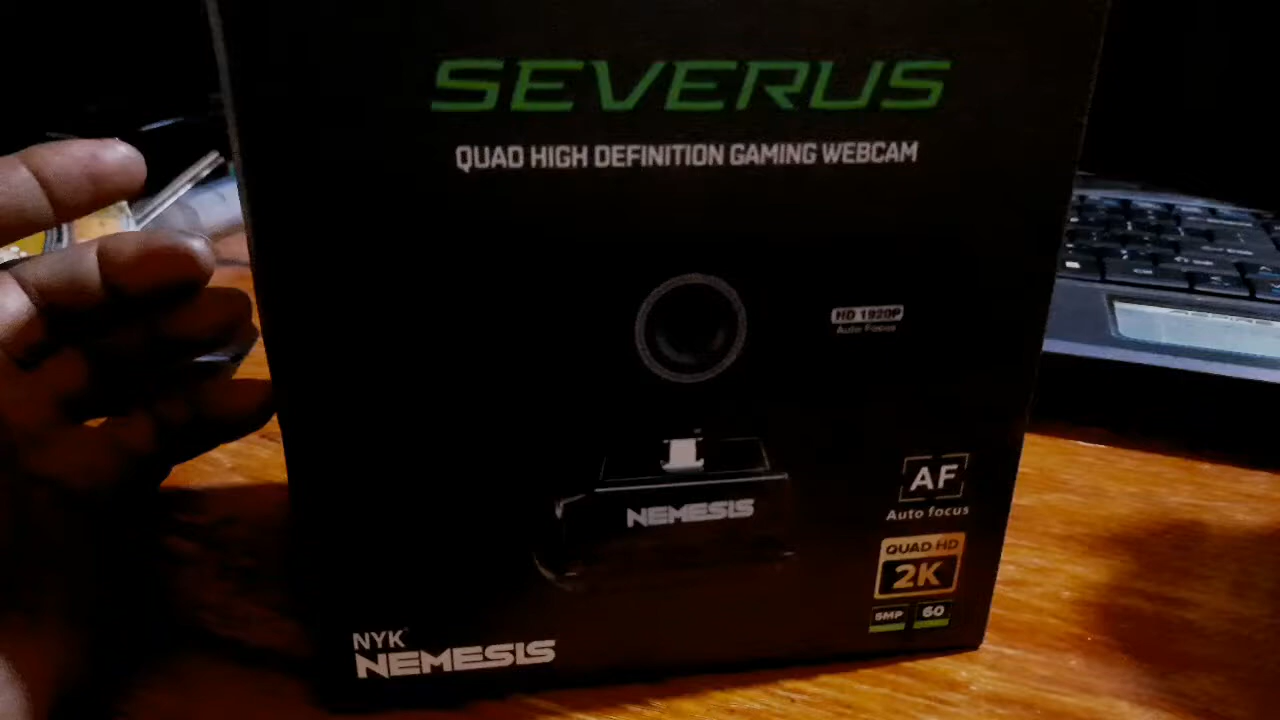 SEVERUS
QUAD HIGH DEFINITION GAMING WEBCAM
HD 1920P
Auto Focus
NEMESIS
AF
Auto focus
QUAD HD
2K
5MP 60
NYK
NEMESIS